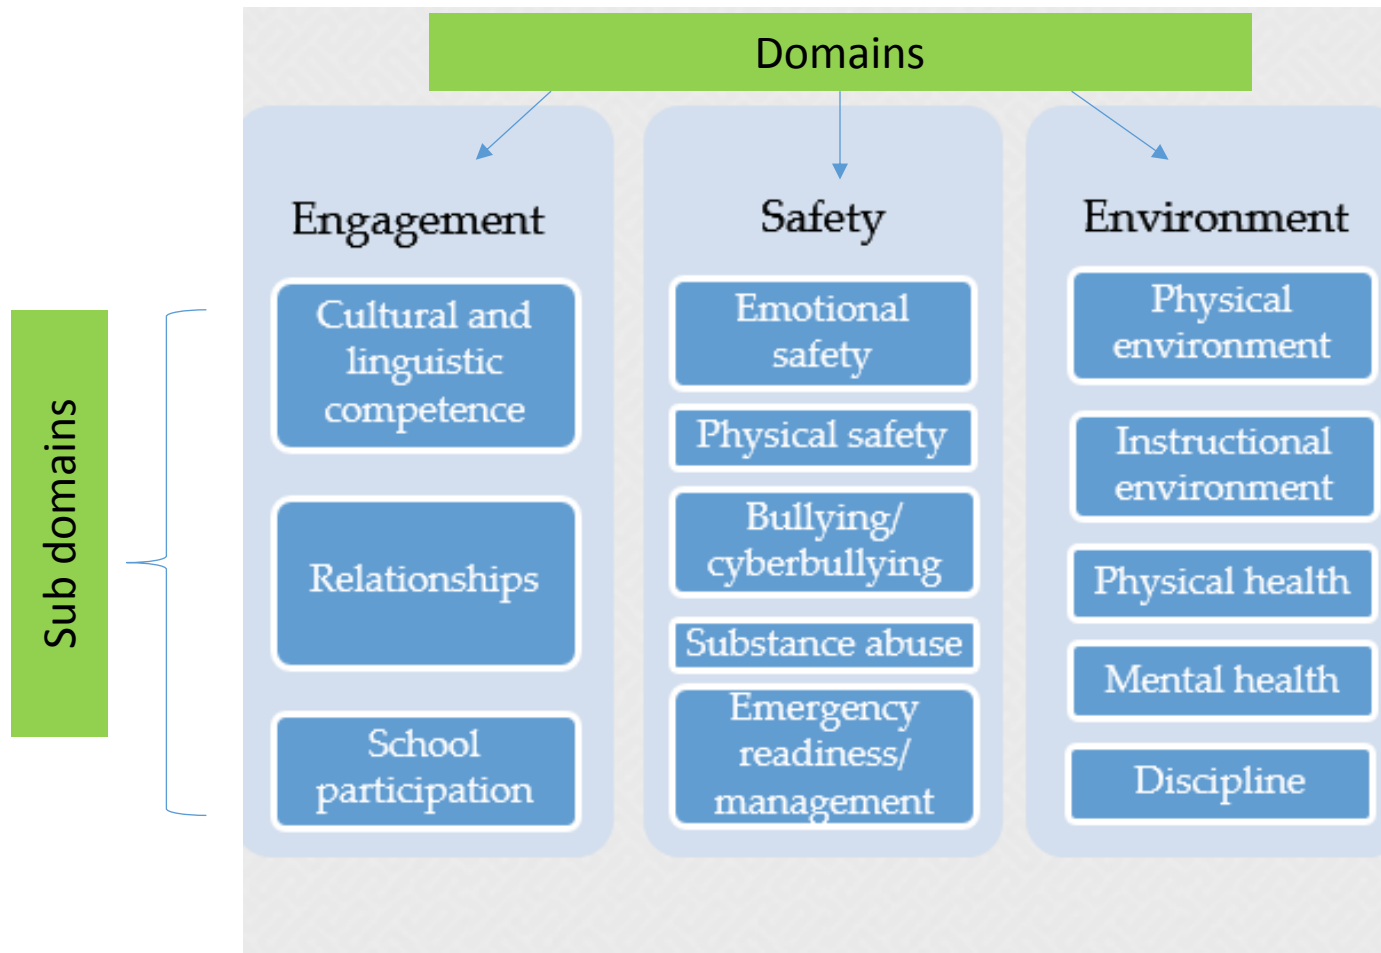 Domains
Sub domains
Engagement
Cultural and
linguistic
competence
Relationships
School
participation
Safety
Emotional
safety
Physical safety
Bullying/
cyberbullying
Substance abuse
Emergency
readiness/
management
Environment
Physical
environment
Instructional
environment
Physical health
Mental health
Discipline